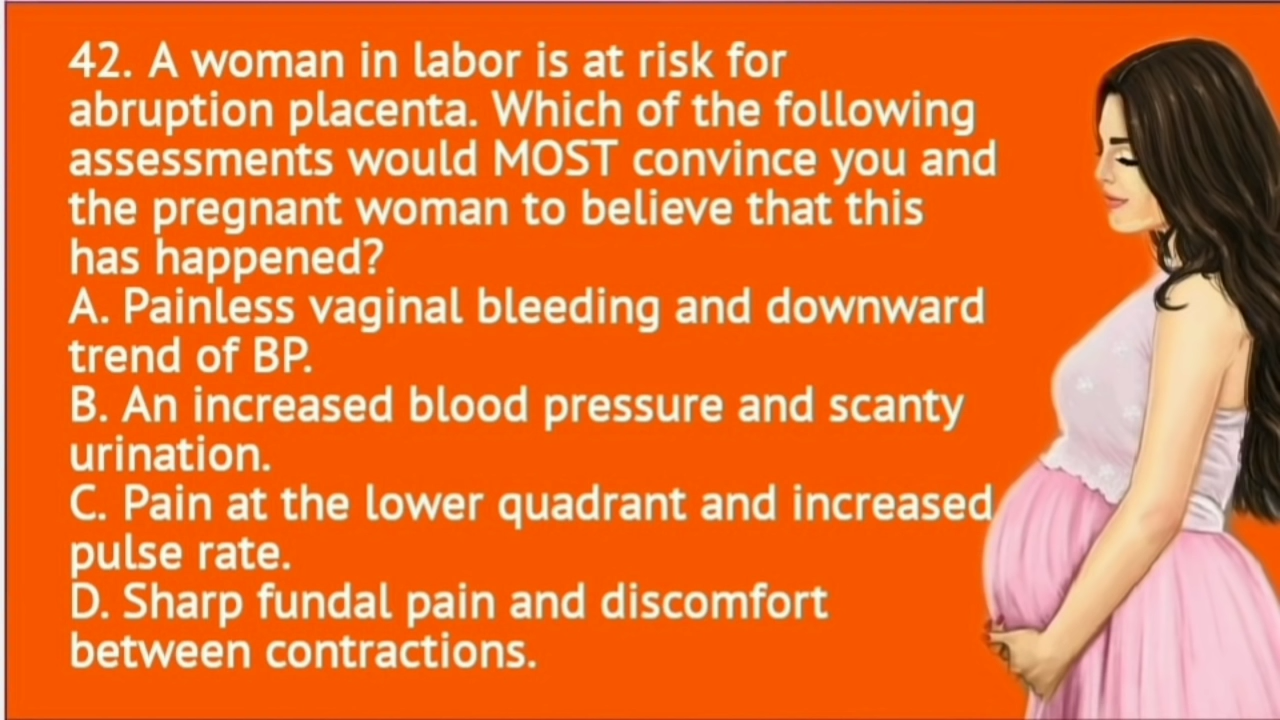 42. A woman in labor is at risk for
abruption placenta. Which of the following
assessments would MOST convince you and
the pregnant woman to believe that this
has happened?
A. Painless vaginal bleeding and downward
trend of BP.
B. An increased blood pressure and scanty
urination.
C. Pain at the lower quadrant and increased
pulse rate.
D. Sharp fundal pain and discomfort
between contractions.